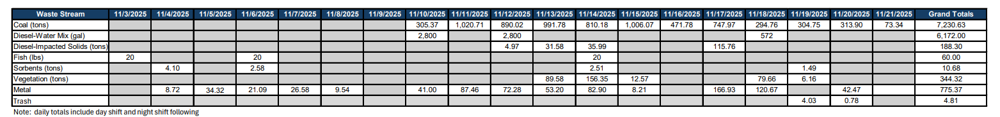 Waste Stream 11/3/2025 11/4/2025 11/5/2025 11/6/2025 11/7/2025 11/8/2025 11/9/2025 11/10/2025 11/11/2025 11/12/2025 11/13/2025 11/14/2025 11/15/2025 11/16/2025 11/17/2025 11/18/2025 11/19/2025 11/20/2025 11/21/2025 Grand Totals
Coal (tons) 305.37 1,020.71 890.02 991.78 810.18 1,006.07 471.78 747.97 294.76 304.75 313.90 73.34 7,230.63
Diesel-Water Mix (gal) 2,800 2,800 572 6,172.00
Diesel-Impacted Solids (tons) 4.97 31.58 35.99 115.76 188.30
Fish (lbs) 20 20 20 60.00
Sorbents (tons) 4.10 2.58 2.51 1.49 10.68
Vegetation (tons) 89.58 156.35 12.57 79.66 6.16 344.32
Metal 8.72 34.32 21.09 26.58 9.54 41.00 87.46 72.28 53.20 82.90 8.21 166.93 120.67 42.47 775.37
Trash 4.03 0.78 4.81
Note: daily totals include day shift and night shift following